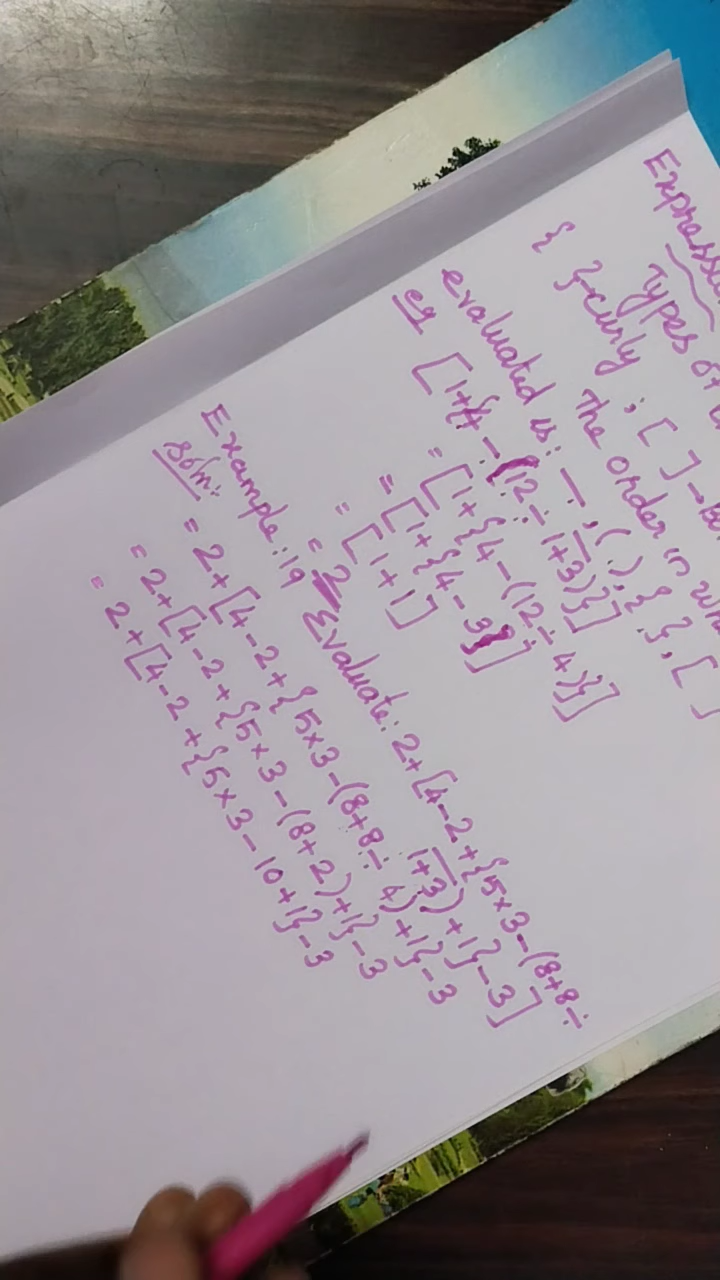 Types of
{ } → curly ; [ ] →
The order in
evaluated is : —, ( ), { }, [ ]
eg [1+{4-(12÷1+3)}]
= [1+{4-(12÷4)}]
= [1+{4-3}]
= [1+1]
= 2
Example: 19 Evaluate: 2+[4-2+{5×3-(8+8÷
1+3)+1}-3]
Soln:
= 2+[4-2+{5×3-(8+8÷4)+1}-3
= 2+[4-2+{5×3-(8+2)+1}-3
= 2+[4-2+{5×3-10+1}-3